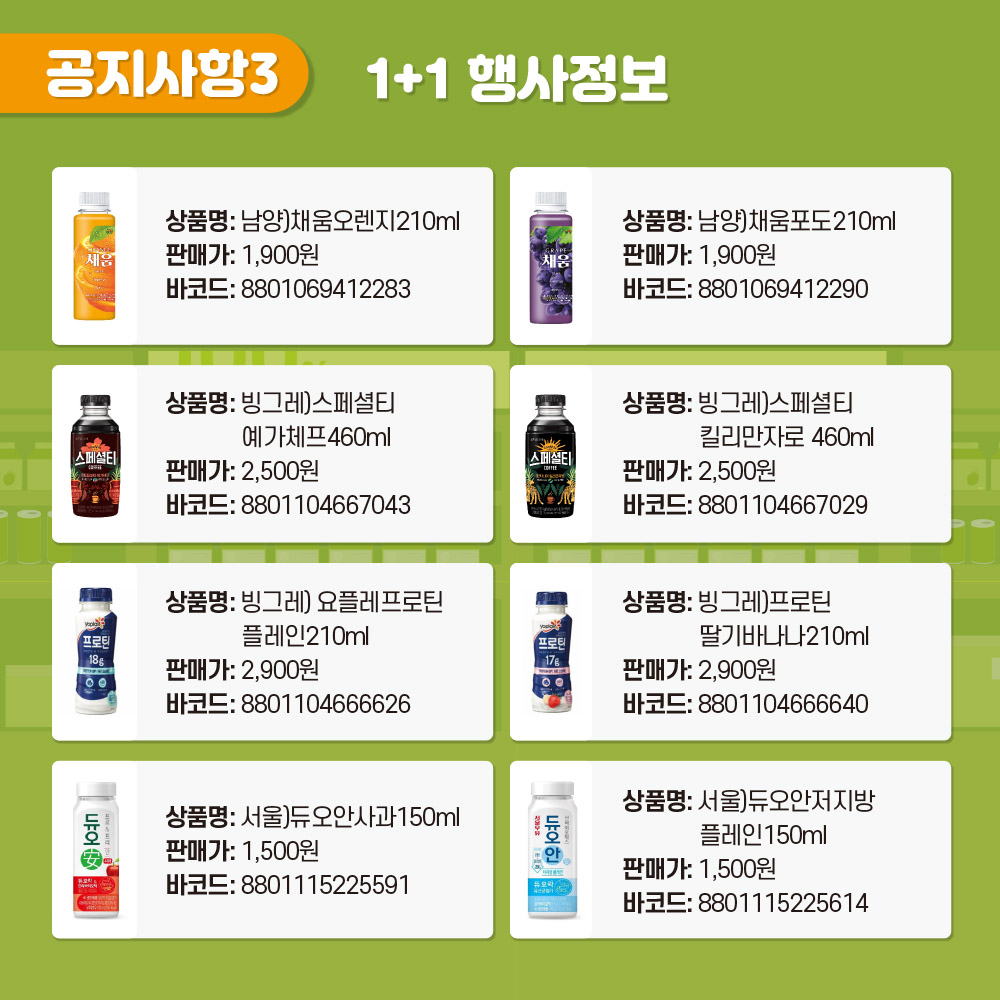 공지사항3
1+1 행사정보
채움
상품명: 남양)채움오렌지210ml
판매가: 1,900원
바코드: 8801069412283
GRAPE
채움
상품명: 남양)채움포도210ml
판매가: 1,900원
바코드: 8801069412290
스페셜티
COFFEE
상품명: 빙그레)스페셜티
예가체프460ml
판매가: 2,500원
바코드: 8801104667043
스페셜티
COFFEE
상품명: 빙그레)스페셜티
킬리만자로 460ml
판매가: 2,500원
바코드: 8801104667029
Yoplait
프로틴
18g
상품명: 빙그레) 요플레프로틴
플레인210ml
판매가: 2,900원
바코드: 8801104666626
Yoplait
프로틴
17g
상품명: 빙그레)프로틴
딸기바나나210ml
판매가: 2,900원
바코드: 8801104666640
듀오
安
상품명: 서울)듀오안사과150ml
판매가: 1,500원
바코드: 8801115225591
서울우유
듀오
안
상품명: 서울)듀오안저지방
플레인150ml
판매가: 1,500원
바코드: 8801115225614